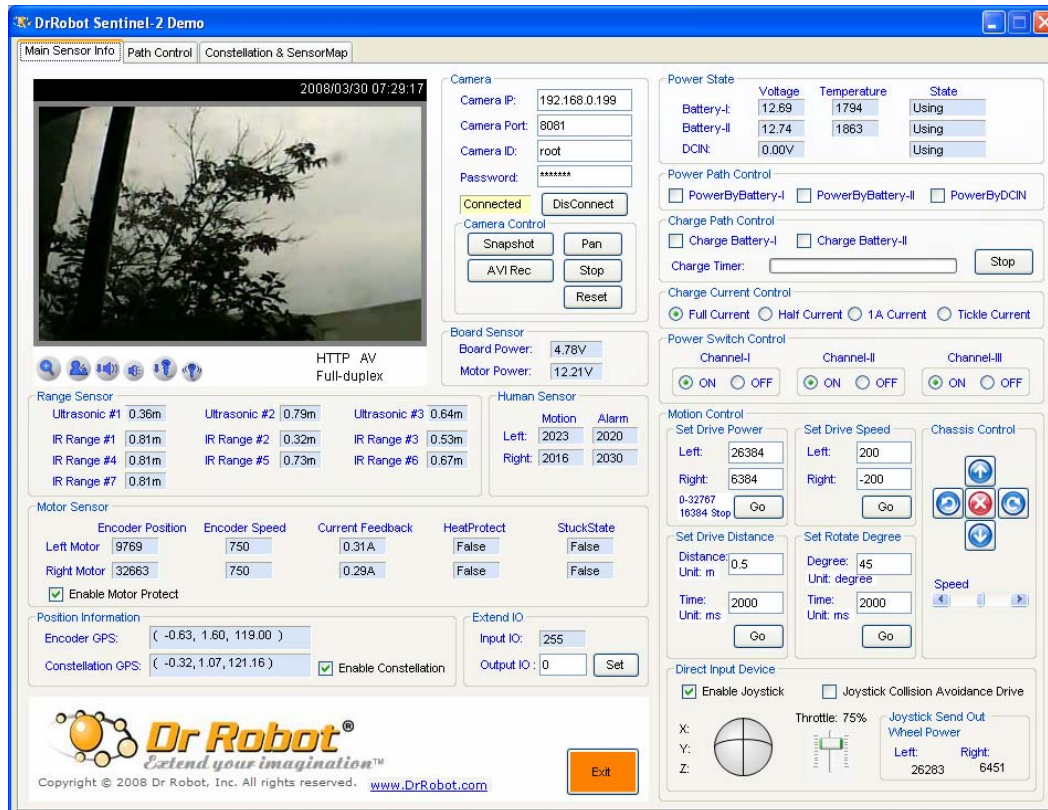 DrRobot Sentinel-2 Demo
Main Sensor Info Path Control Constellation & SensorMap
2008/03/30 07:29:17
HTTP AV
Full-duplex
Camera
Camera IP: 192.168.0.199
Camera Port: 8081
Camera ID: root
Password: *******
Connected DisConnect
Camera Control
Snapshot Pan
AVI Rec Stop
Reset
Board Sensor
Board Power: 4.78V
Motor Power: 12.21V
Power State
Voltage Temperature State
Battery-I: 12.69 1794 Using
Battery-II 12.74 1863 Using
DCIN: 0.00V Using
Power Path Control
PowerByBattery-I PowerByBattery-II PowerByDCIN
Charge Path Control
Charge Battery-I Charge Battery-II
Charge Timer: Stop
Charge Current Control
Full Current Half Current 1A Current Tickle Current
Power Switch Control
Channel-I Channel-II Channel-III
ON OFF ON OFF ON OFF
Range Sensor
Ultrasonic #1 0.36m Ultrasonic #2 0.79m Ultrasonic #3 0.64m
IR Range #1 0.81m IR Range #2 0.32m IR Range #3 0.53m
IR Range #4 0.81m IR Range #5 0.73m IR Range #6 0.67m
IR Range #7 0.81m
Human Sensor
Motion Alarm
Left: 2023 2020
Right: 2016 2030
Motor Sensor
Encoder Position Encoder Speed Current Feedback HeatProtect StuckState
Left Motor 9769 750 0.31A False False
Right Motor 32663 750 0.29A False False
Enable Motor Protect
Position Information
Encoder GPS: ( -0.63, 1.60, 119.00 )
Constellation GPS: ( -0.32, 1.07, 121.16 ) Enable Constellation
Extend IO
Input IO: 255
Output IO : 0 Set
Motion Control
Set Drive Power
Left: 26384
Right: 6384
0-32767
16384 Stop Go
Set Drive Speed
Left: 200
Right: -200
Go
Chassis Control
Speed
Set Drive Distance
Distance: 0.5
Unit: m
Time: 2000
Unit: ms
Go
Set Rotate Degree
Degree: 45
Unit: degree
Time: 2000
Unit: ms
Go
Direct Input Device
Enable Joystick Joystick Collision Avoidance Drive
X:
Y:
Z:
Throttle: 75%
Joystick Send Out
Wheel Power
Left: Right:
26283 6451
Dr Robot®
Extend your imagination™
Copyright © 2008 Dr Robot, Inc. All rights reserved. www.DrRobot.com
Exit